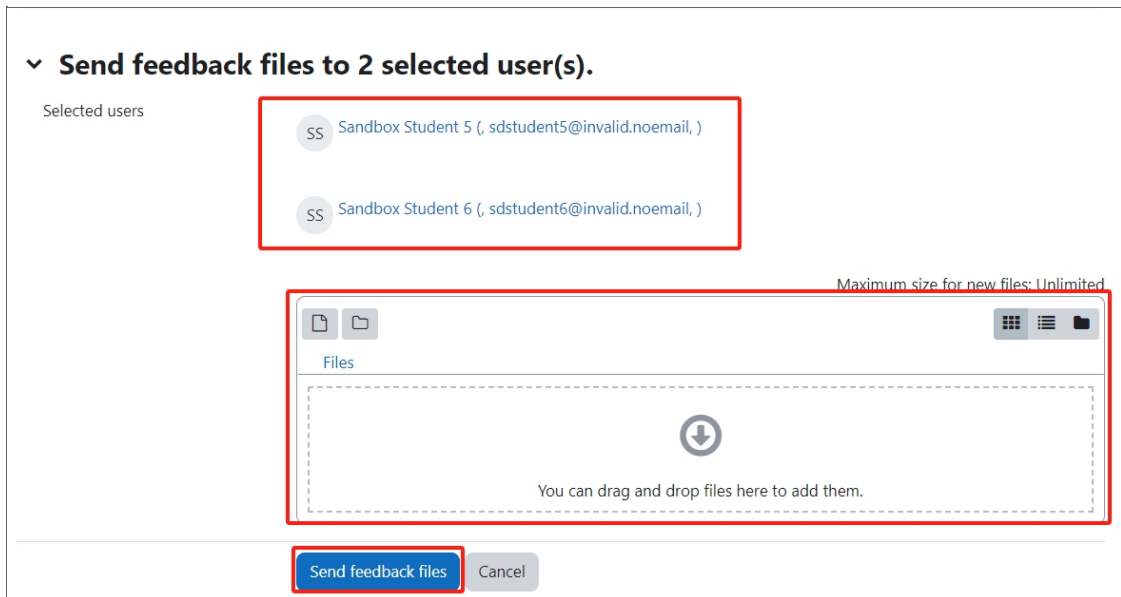 Send feedback files to 2 selected user(s).
Selected users
SS Sandbox Student 5 (, sdstudent5@invalid.noemail, )
SS Sandbox Student 6 (, sdstudent6@invalid.noemail, )
Maximum size for new files: Unlimited
Files
You can drag and drop files here to add them.
Send feedback files Cancel